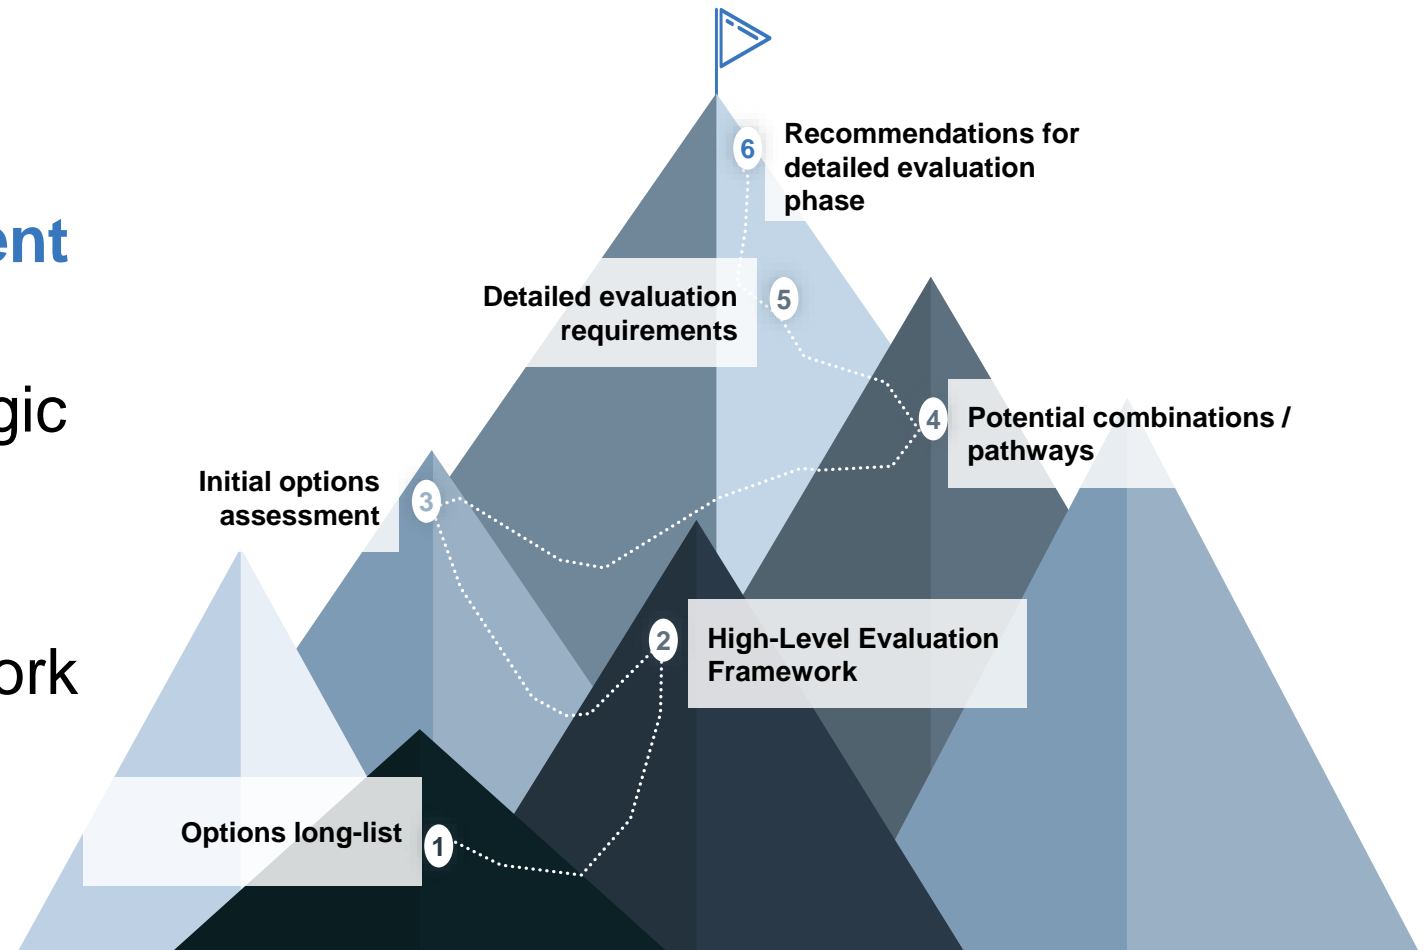 ent
gic
ork
6
Recommendations for
detailed evaluation
phase
Detailed evaluation
requirements
5
4
Potential combinations /
pathways
Initial options
assessment
3
2
High-Level Evaluation
Framework
Options long-list
1